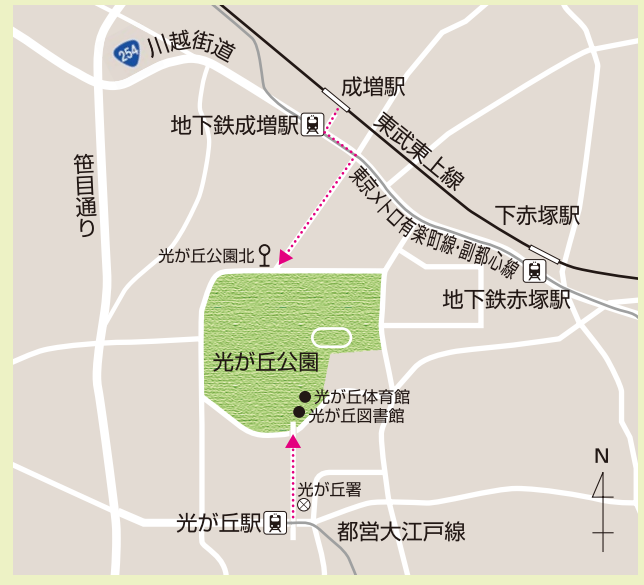 254
川越街道
成増駅
地下鉄成増駅
東武東上線
笹目通り
東京メトロ有楽町線・副都心線
下赤塚駅
光が丘公園北
地下鉄赤塚駅
光が丘公園
光が丘体育館
光が丘図書館
N
光が丘署
光が丘駅
都営大江戸線